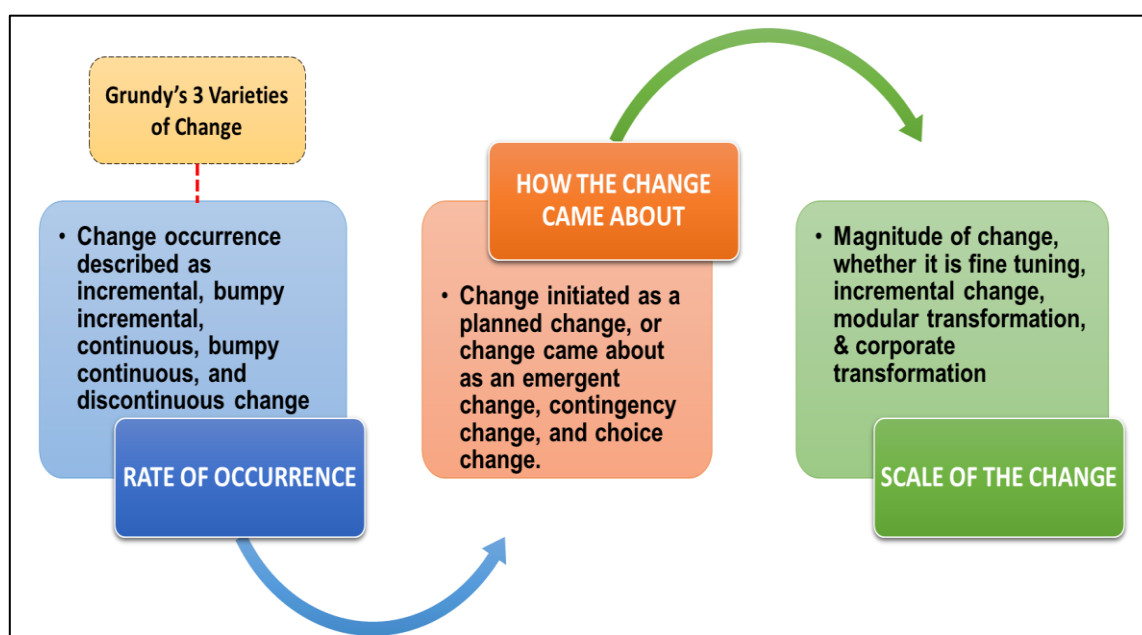 Grundy's 3 Varieties
of Change
• Change occurrence
described as
incremental, bumpy
incremental,
continuous, bumpy
continuous, and
discontinuous change
RATE OF OCCURRENCE
HOW THE CHANGE
CAME ABOUT
• Change initiated as a
planned change, or
change came about
as an emergent
change, contingency
change, and choice
change.
• Magnitude of change,
whether it is fine tuning,
incremental change,
modular transformation,
& corporate
transformation
SCALE OF THE CHANGE